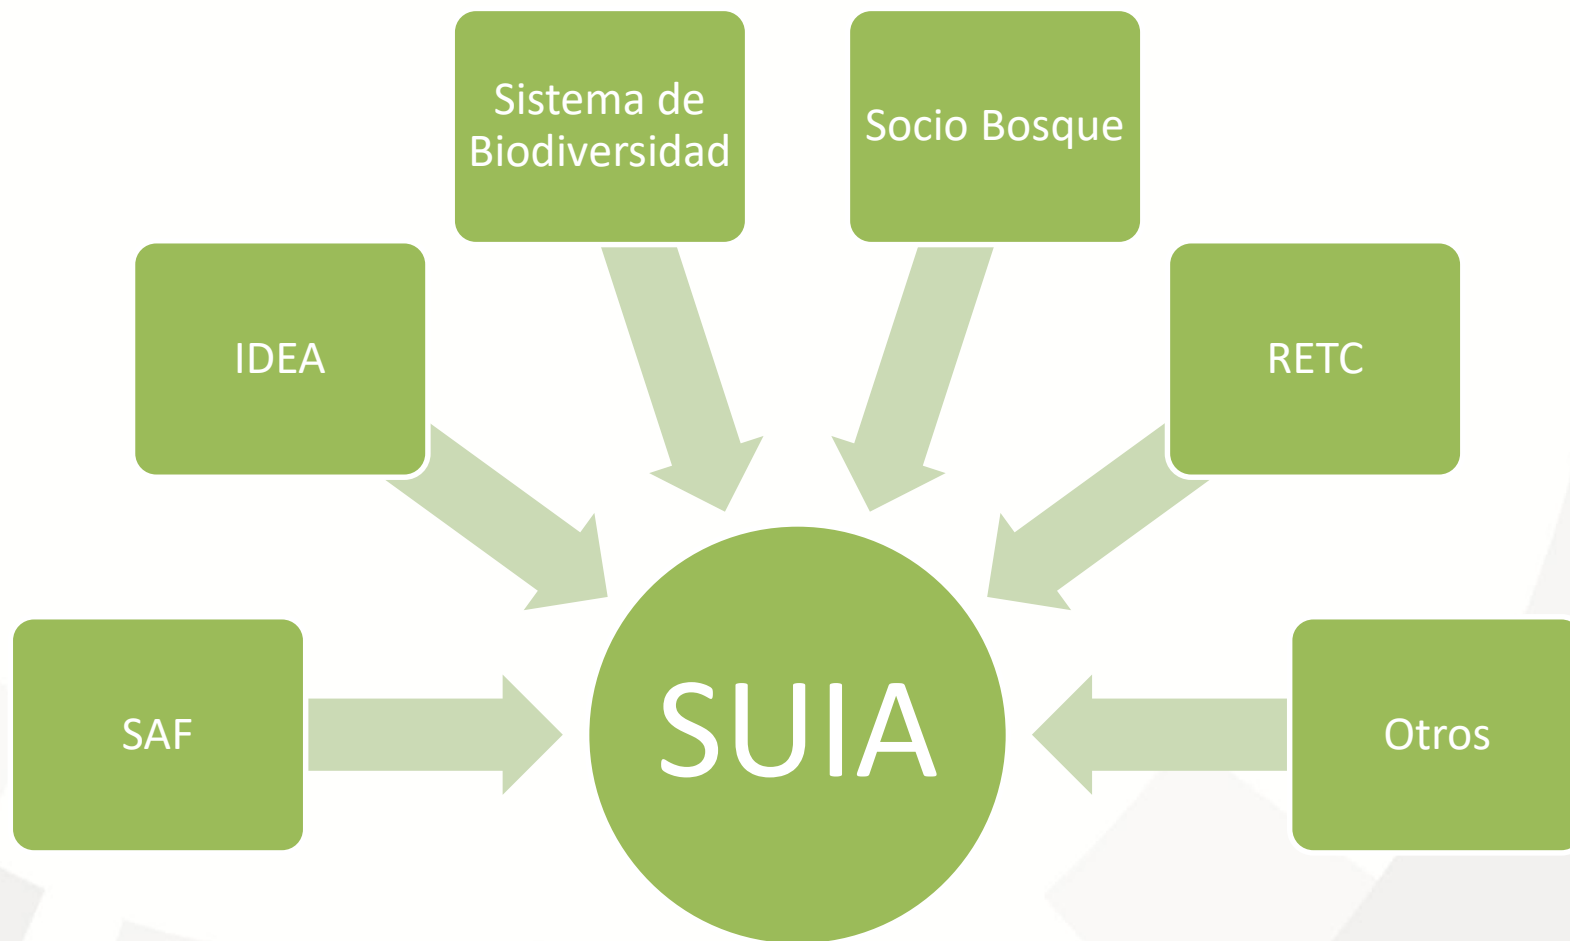 Sistema de
Biodiversidad
Socio Bosque
IDEA
RETC
SAF
SUIA
Otros